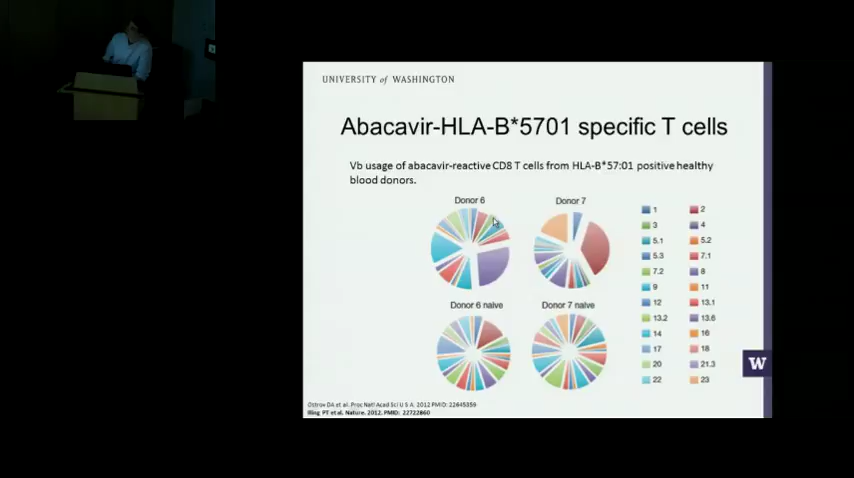 UNIVERSITY of WASHINGTON
Abacavir-HLA-B*5701 specific T cells
Vb usage of abacavir-reactive CD8 T cells from HLA-B*57:01 positive healthy
blood donors.
Donor 6
Donor 7
Donor 6 naive
Donor 7 naive
1 2
3 4
5.1 5.2
5.3 7.1
7.2 8
9 11
12 13.1
13.2 13.6
14 16
17 18
20 21.3
22 23
W
Ostrov DA et al. Proc Natl Acad Sci U S A. 2012 PMID: 22645359
Illing PT et al. Nature. 2012. PMID: 22722860